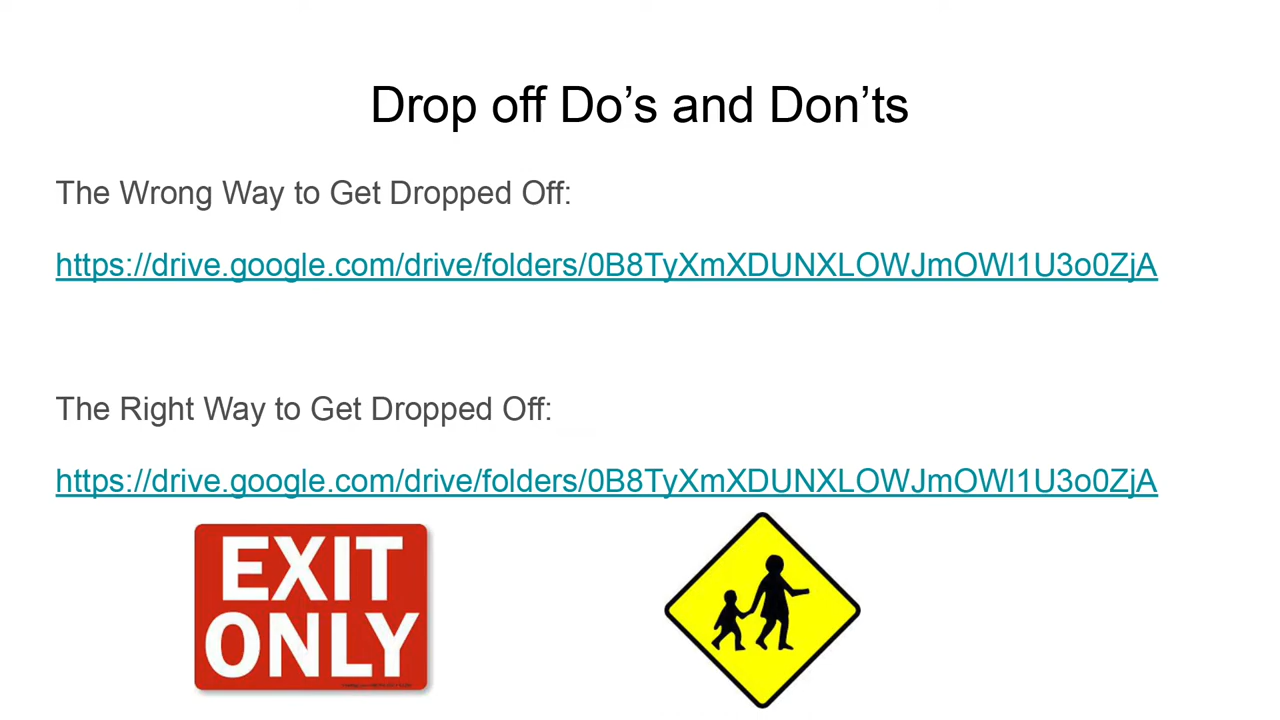 Drop off Do’s and Don’ts
The Wrong Way to Get Dropped Off:
https://drive.google.com/drive/folders/0B8TyXmXDUNXLOWJmOWl1U3o0ZjA
The Right Way to Get Dropped Off:
https://drive.google.com/drive/folders/0B8TyXmXDUNXLOWJmOWl1U3o0ZjA
EXIT
ONLY